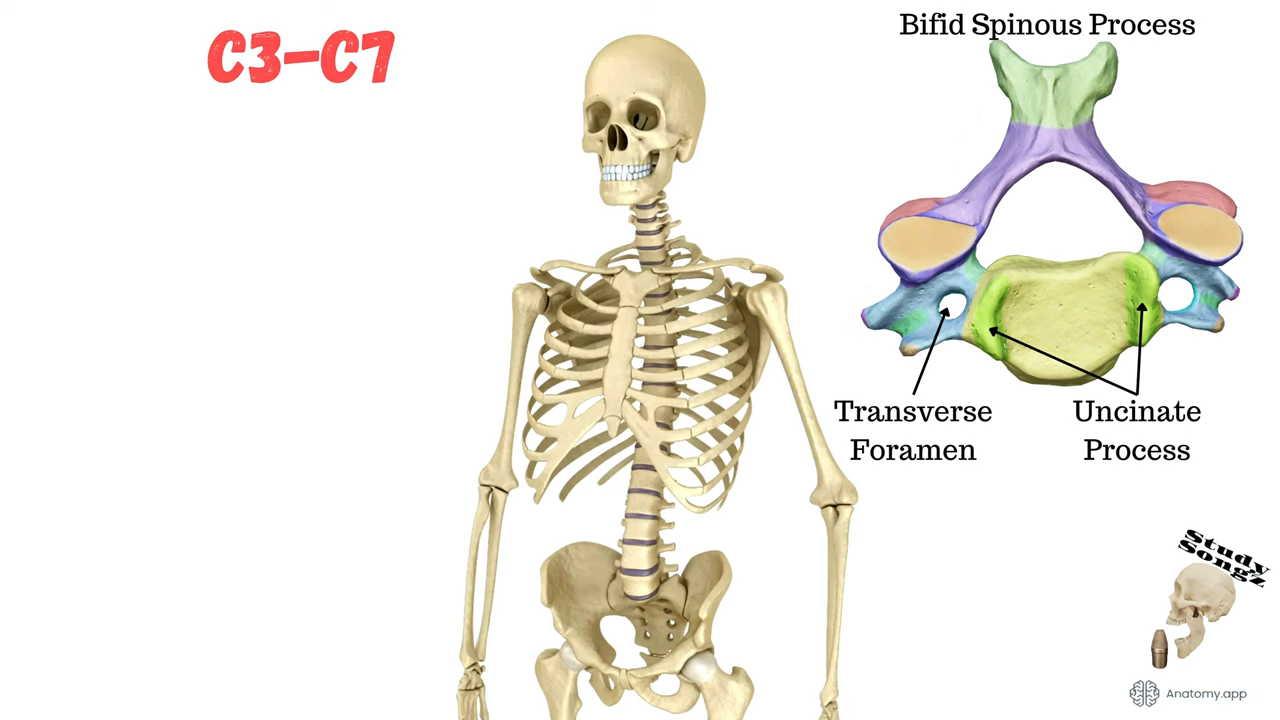 C3-C7
Bifid Spinous Process
Transverse
Foramen
Uncinate
Process
Study
Songz
Anatomy.app